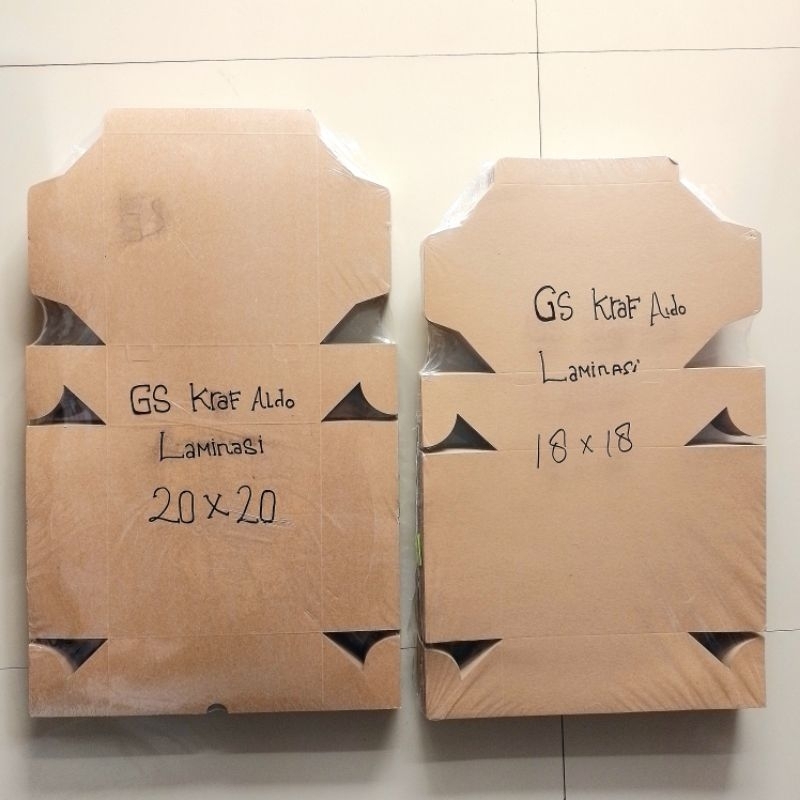 GS Kraf Aldo
Laminasi
20 x 20
GS Kraf Aldo
Laminasi
18 x 18